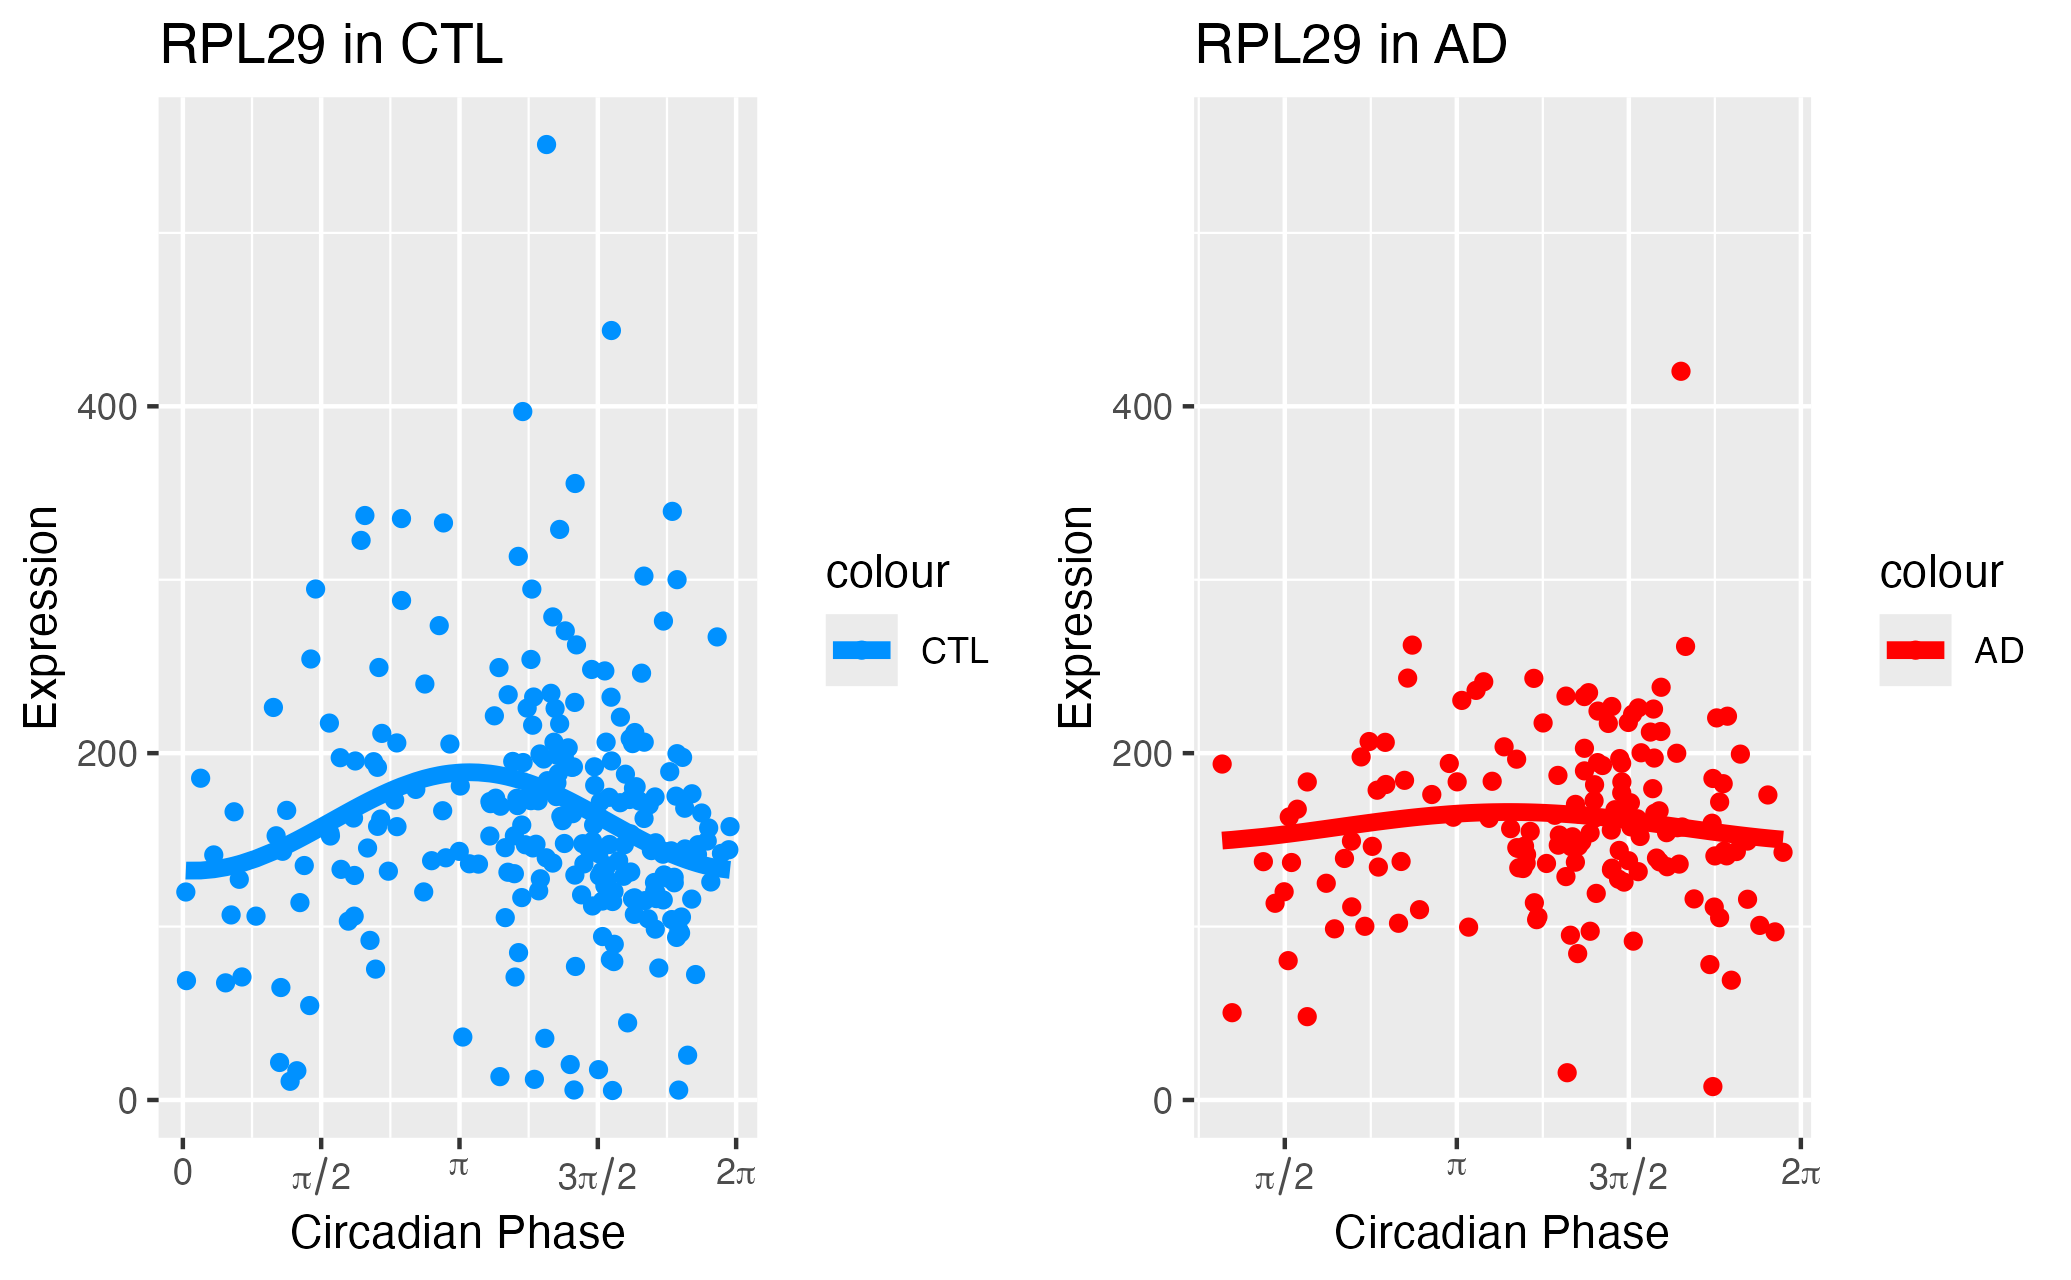 RPL29 in CTL
Expression
400
200
0
0
π/2
π
3π/2
2π
Circadian Phase
colour
CTL
RPL29 in AD
Expression
400
200
0
π/2
π
3π/2
2π
Circadian Phase
colour
AD